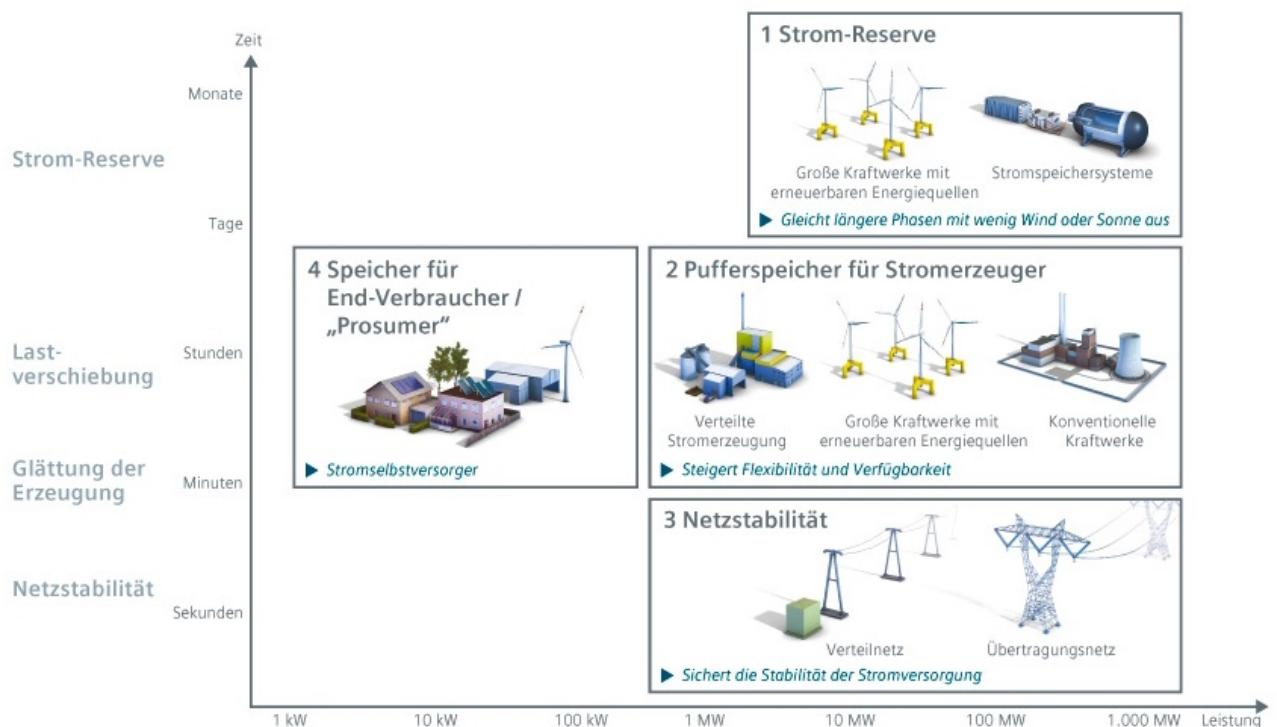 Zeit
Monate
Strom-Reserve
Tage
Last-
verschiebung
Stunden
Glättung der
Erzeugung
Minuten
Netzstabilität
Sekunden
1 Strom-Reserve
Große Kraftwerke mit
erneuerbaren Energiequellen
Stromspeichersysteme
Gleicht längere Phasen mit wenig Wind oder Sonne aus
4 Speicher für
End-Verbraucher /
„Prosumer“
Stromselbstversorger
2 Pufferspeicher für Stromerzeuger
Verteilte
Stromerzeugung
Große Kraftwerke mit
erneuerbaren Energiequellen
Konventionelle
Kraftwerke
Steigert Flexibilität und Verfügbarkeit
3 Netzstabilität
Verteilnetz
Übertragungsnetz
Sichert die Stabilität der Stromversorgung
1 kW
10 kW
100 kW
1 MW
10 MW
100 MW
1.000 MW
Leistung